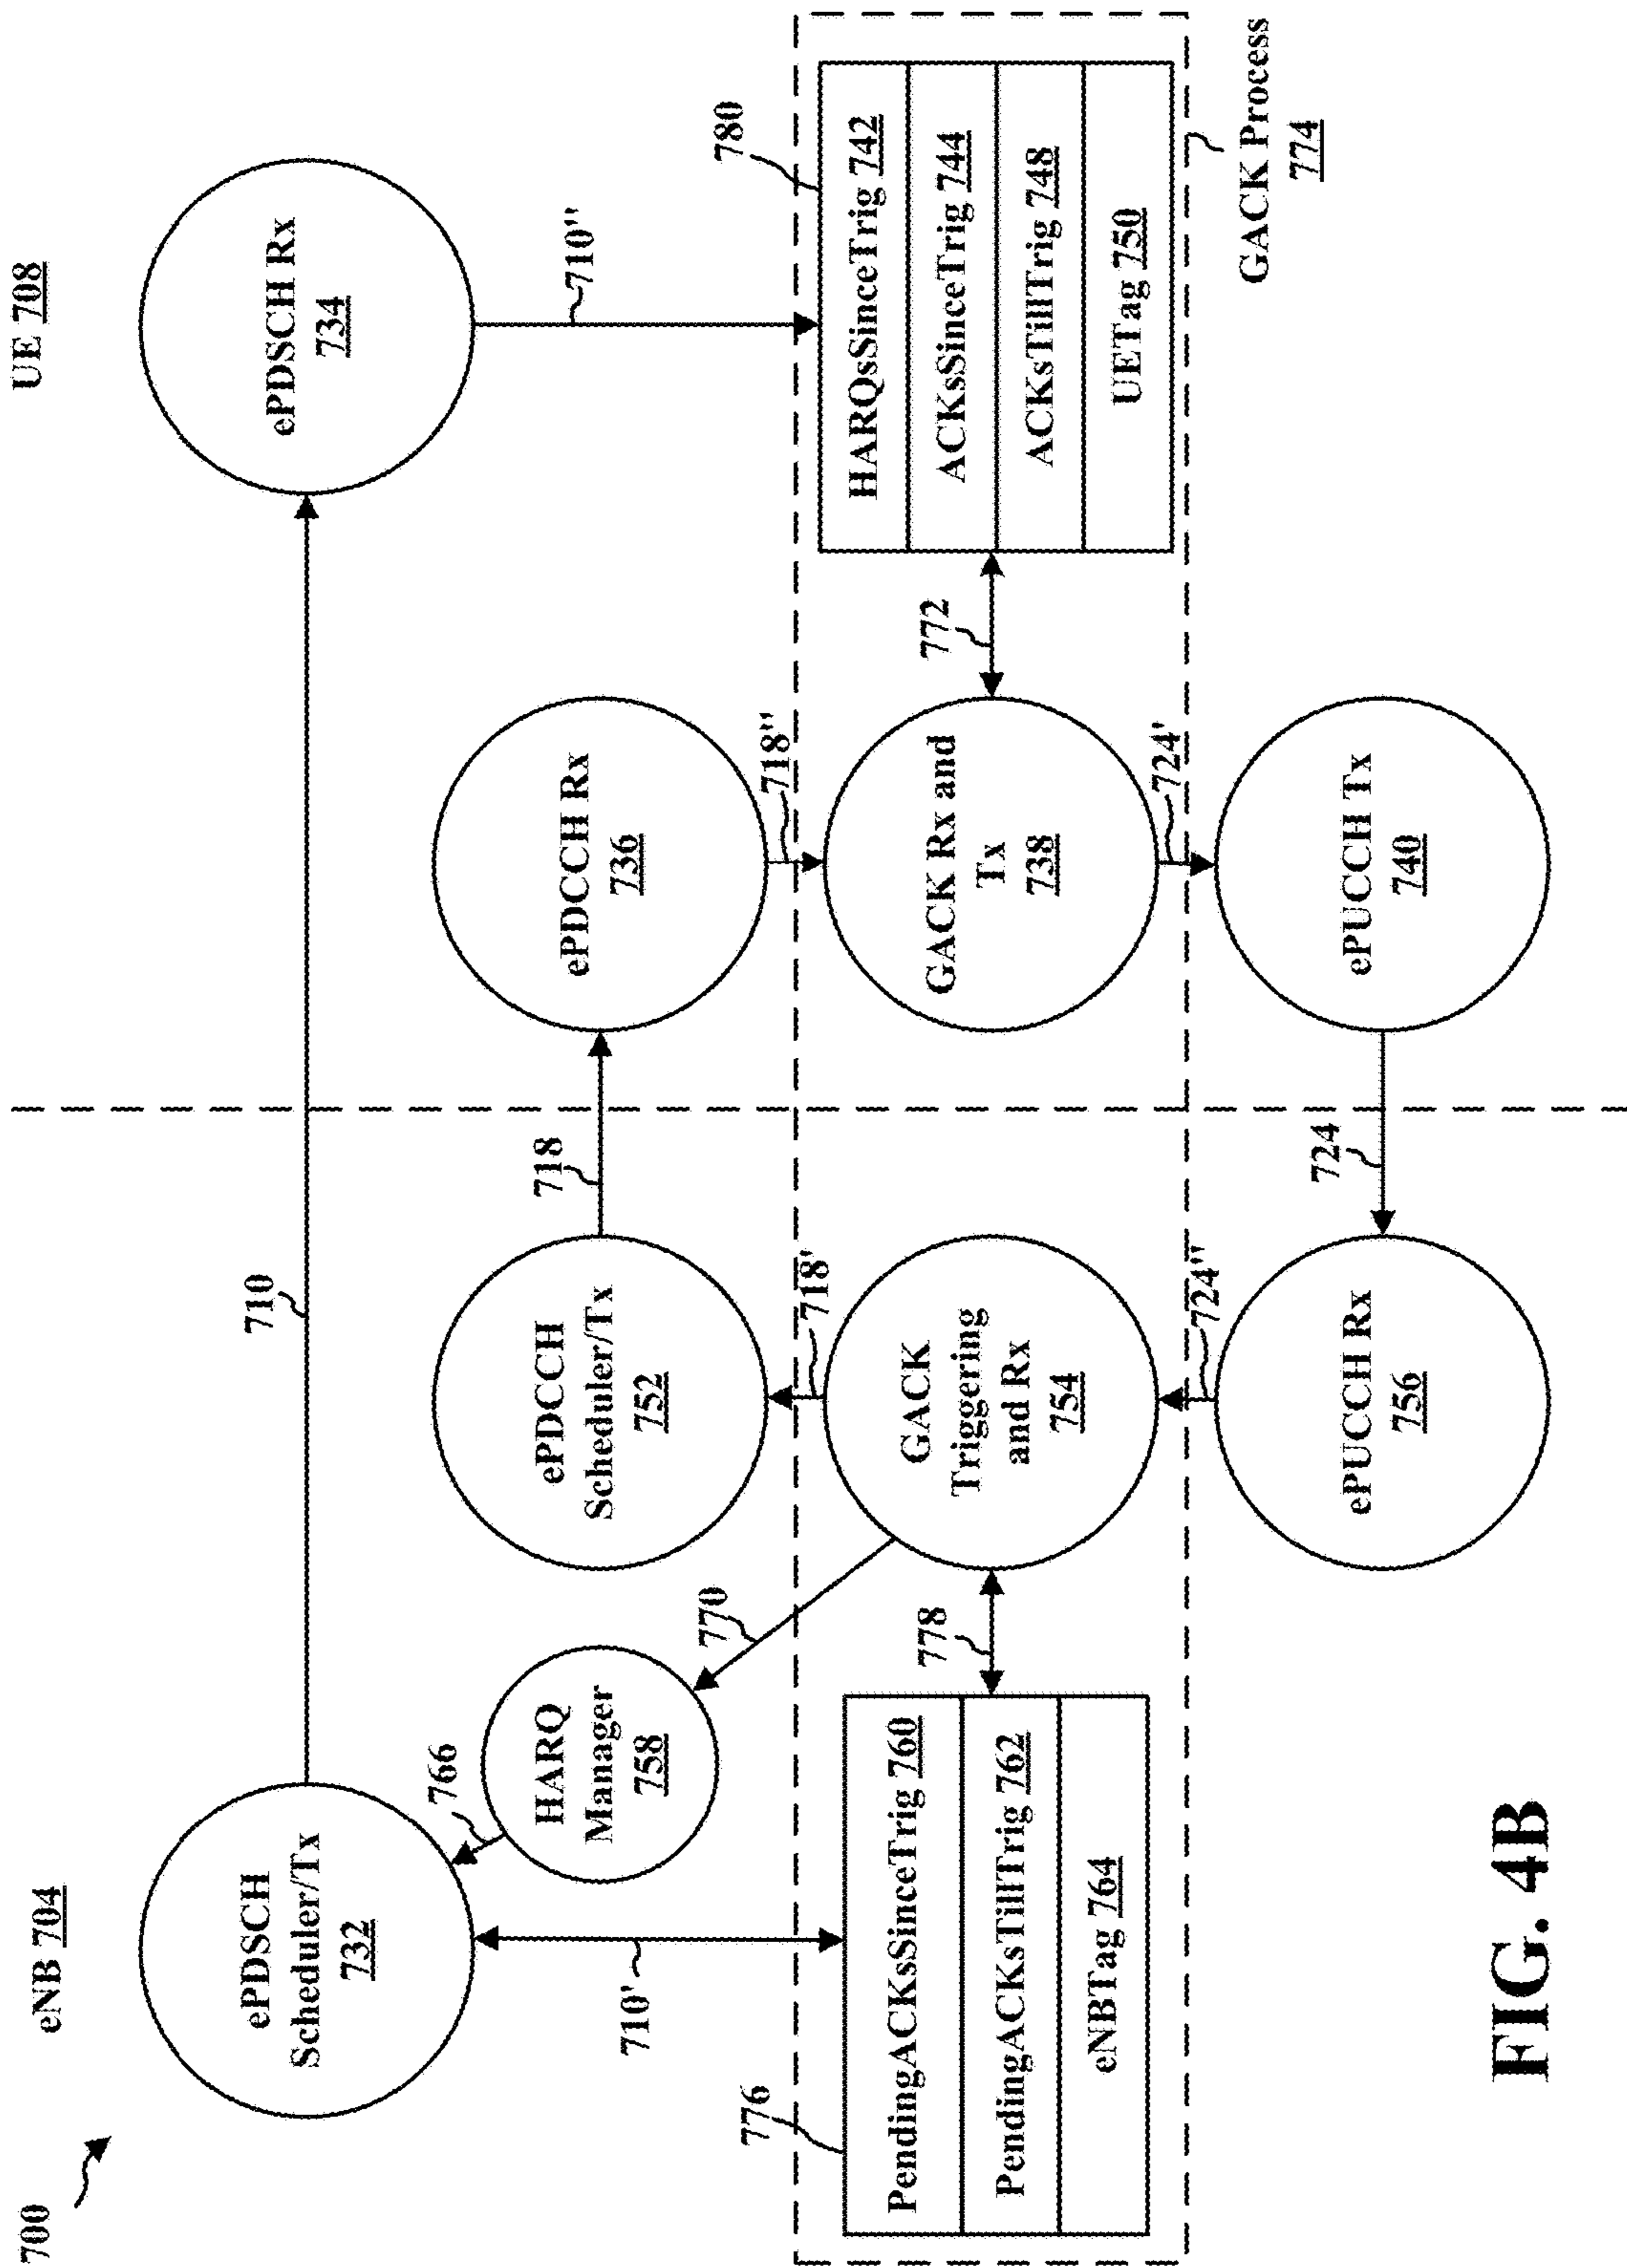 700
eNB 704
UE 708
ePDSCH
Scheduler/Tx
732
710
ePDSCH Rx
734
766
HARQ
Manager
758
770
ePDCCH
Scheduler/Tx
752
718
ePDCCH Rx
736
710'
710"
776
718'
718"
780
PendingACKsSinceTrig 760
PendingACKsTillTrig 762
eNBTag 764
778
GACK
Triggering
and Rx
754
GACK Rx and
Tx
738
772
HARQsSinceTrig 742
ACKsSinceTrig 744
ACKsTillTrig 748
UETag 750
724"
724'
GACK Process
774
ePUCCH Rx
756
724
ePUCCH Tx
740
FIG. 4B